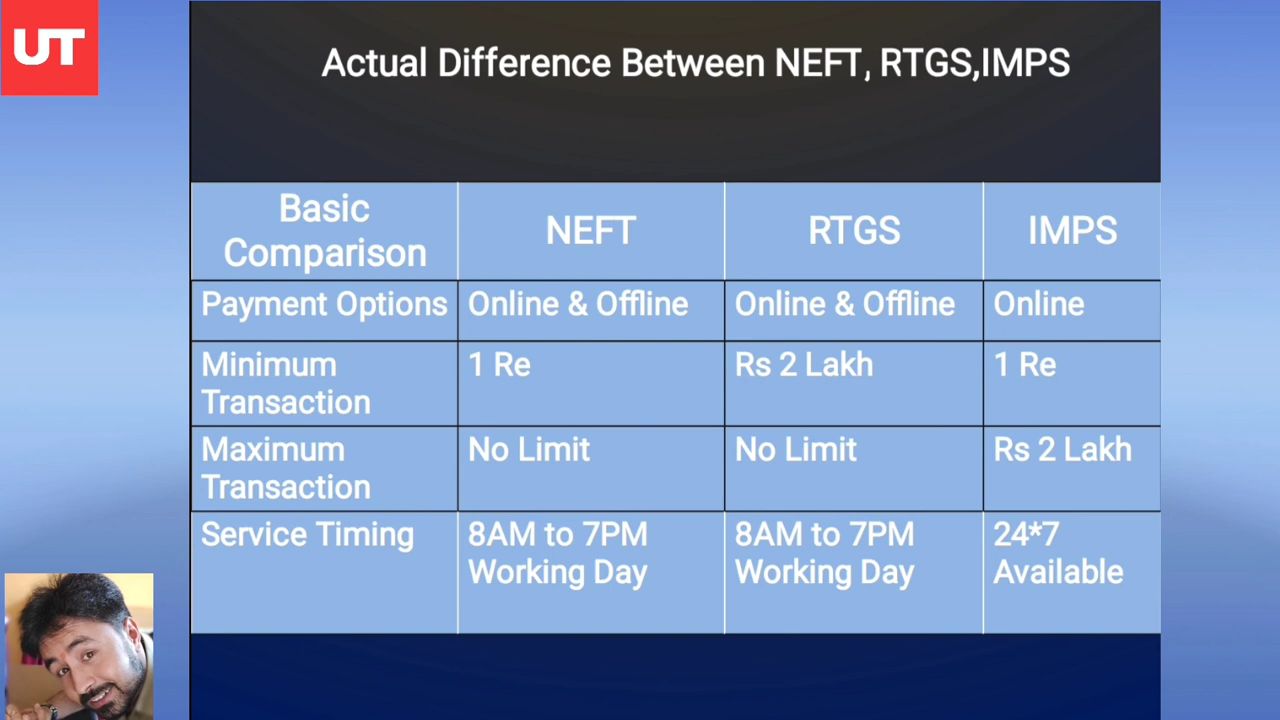 UT
Actual Difference Between NEFT, RTGS,IMPS
Basic
Comparison
NEFT
RTGS
IMPS
Payment Options
Online & Offline
Online & Offline
Online
Minimum
Transaction
1 Re
Rs 2 Lakh
1 Re
Maximum
Transaction
No Limit
No Limit
Rs 2 Lakh
Service Timing
8AM to 7PM
Working Day
8AM to 7PM
Working Day
24*7
Available